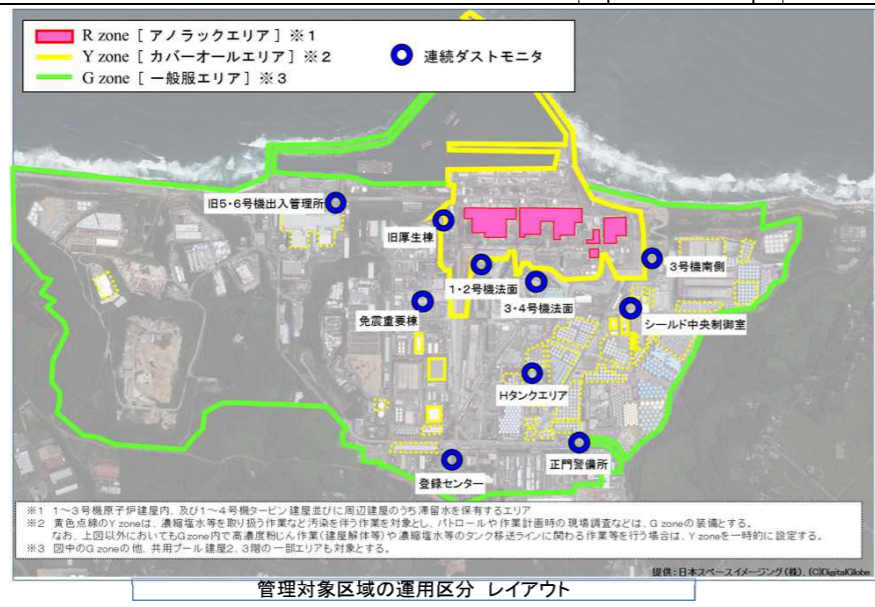 R zone [ アノラックエリア] ※1
Y zone [ カバーオールエリア] ※2
G zone [ 一般服エリア] ※3
連続ダストモニタ
旧5・6号機出入管理所
旧厚生棟
3号機南側
1・2号機法面
3・4号機法面
免震重要棟
シールド中央制御室
Hタンクエリア
正門警備所
登録センター
※1 1～3号機原子炉建屋内、及び1～4号機タービン建屋並びに周辺建屋のうち滞留水を保有するエリア
※2 黄色点線のY zoneは、濃縮塩水等を取り扱う作業など汚染を伴う作業を対象とし、パトロールや作業計画時の現場調査などは、G zoneの装備とする。
なお、上図以外においてもG zone内で高濃度粉じん作業(建屋解体等)や濃縮塩水等のタンク移送ラインに関わる作業等を行う場合は、Y zoneを一時的に設定する。
※3 図中のG zoneの他、共用プール建屋2、3階の一部エリアも対象とする。
提供：日本スペースイメージング(株)、(C)DigitalGlobe
管理対象区域の運用区分 レイアウト